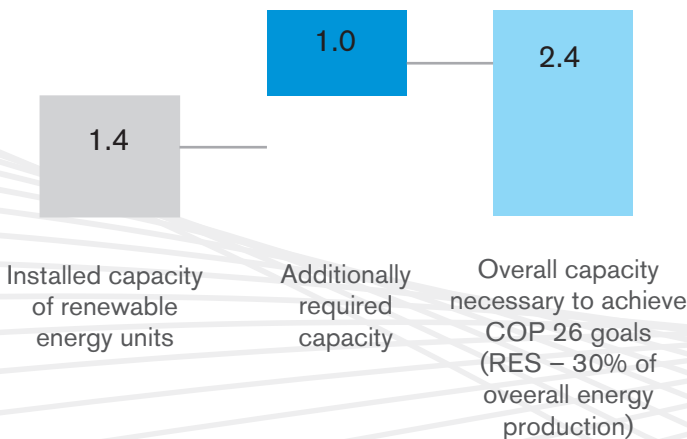 1.0
2.4
1.4
Installed capacity
of renewable
energy units
Additionally
required
capacity
Overall capacity
necessary to achieve
COP 26 goals
(RES – 30% of
oveerall energy
production)